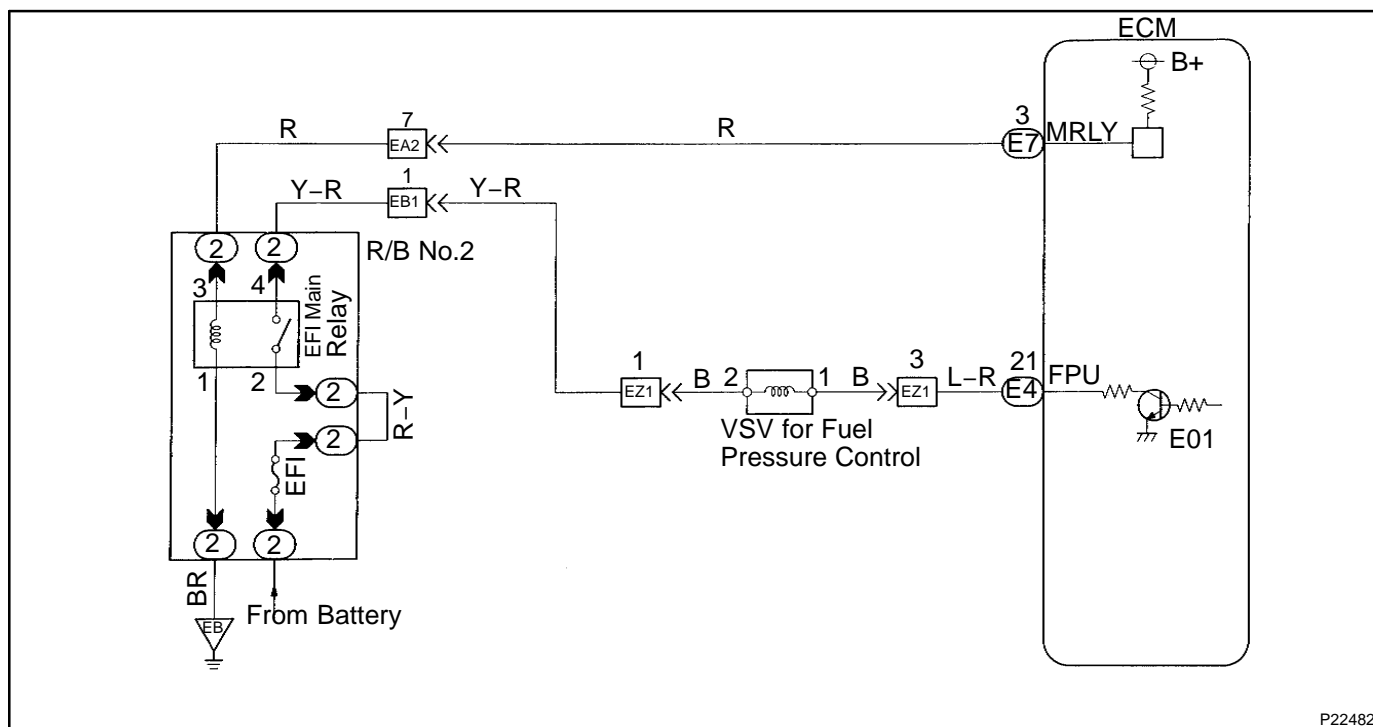 ECM
B+
7
3
R
EA2
R
E7
MRLY
1
Y–R
EB1
Y–R
2
2
R/B No.2
3
4
EFI Main
Relay
1
2
1
3
21
2
EZ1
B
2
1
B
EZ1
L–R
E4
FPU
R–Y
2
VSV for Fuel
Pressure Control
E01
EFI
2
2
BR
From Battery
EB
P22482